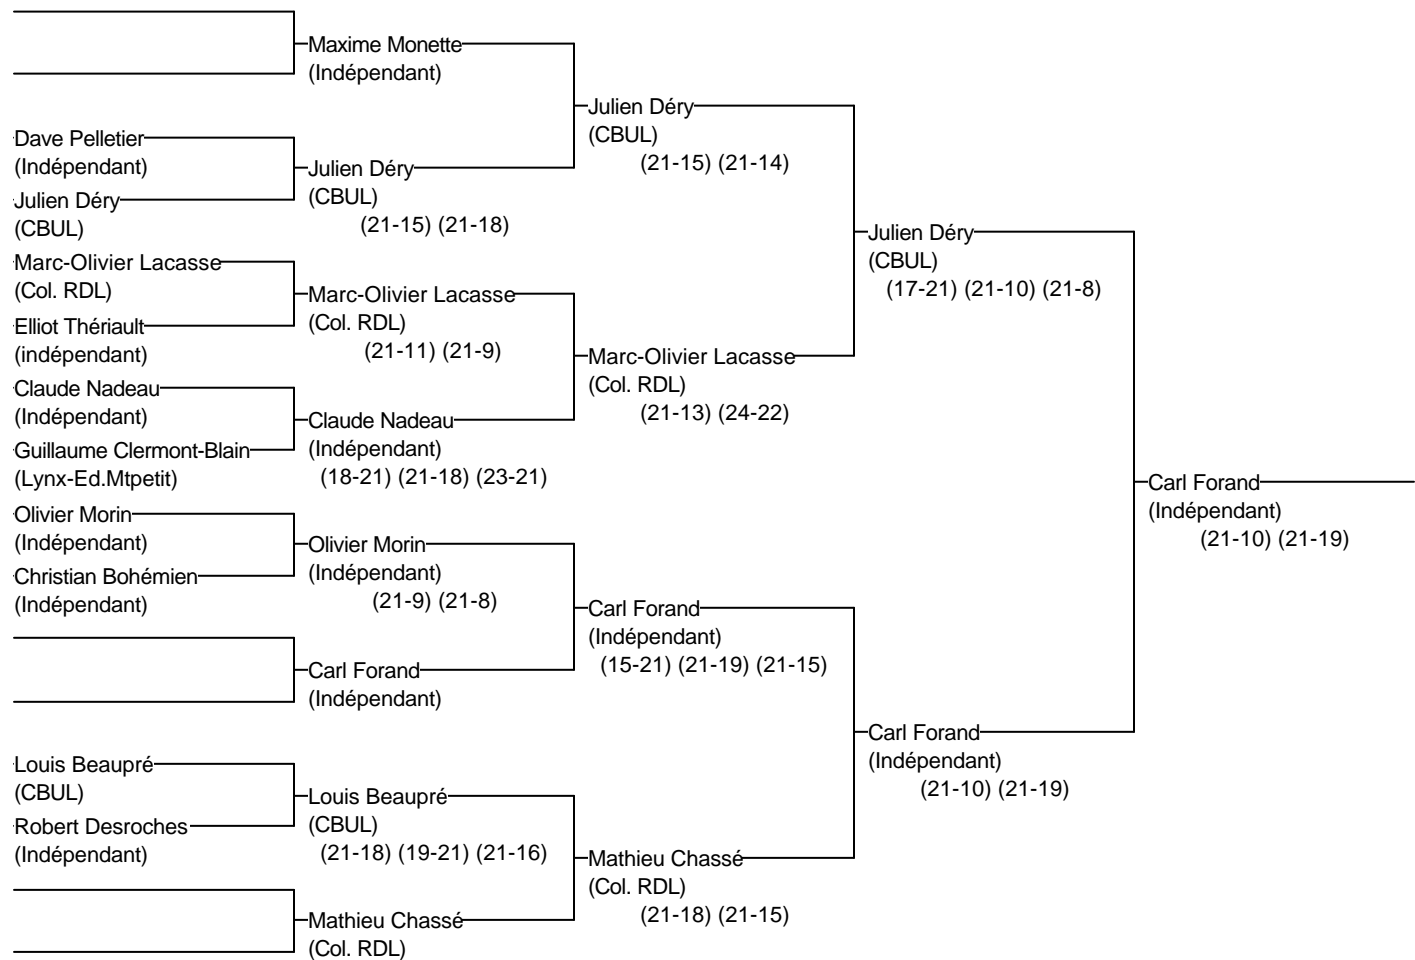 Maxime Monette
(Indépendant)
Julien Déry
(CBUL)
(21-15) (21-14)
Dave Pelletier
(Indépendant)
Julien Déry
(CBUL)
(21-15) (21-18)
Julien Déry
(CBUL)
Julien Déry
(CBUL)
(17-21) (21-10) (21-8)
Marc-Olivier Lacasse
(Col. RDL)
Marc-Olivier Lacasse
(Col. RDL)
(21-11) (21-9)
Elliot Thériault
(indépendant)
Marc-Olivier Lacasse
(Col. RDL)
(21-13) (24-22)
Claude Nadeau
(Indépendant)
Claude Nadeau
(Indépendant)
(18-21) (21-18) (23-21)
Guillaume Clermont-Blain
(Lynx-Ed.Mtpetit)
Carl Forand
(Indépendant)
(21-10) (21-19)
Olivier Morin
(Indépendant)
Olivier Morin
(Indépendant)
(21-9) (21-8)
Christian Bohémien
(Indépendant)
Carl Forand
(Indépendant)
(15-21) (21-19) (21-15)
Carl Forand
(Indépendant)
Carl Forand
(Indépendant)
(21-10) (21-19)
Louis Beaupré
(CBUL)
Louis Beaupré
(CBUL)
(21-18) (19-21) (21-16)
Robert Desroches
(Indépendant)
Mathieu Chassé
(Col. RDL)
(21-18) (21-15)
Mathieu Chassé
(Col. RDL)